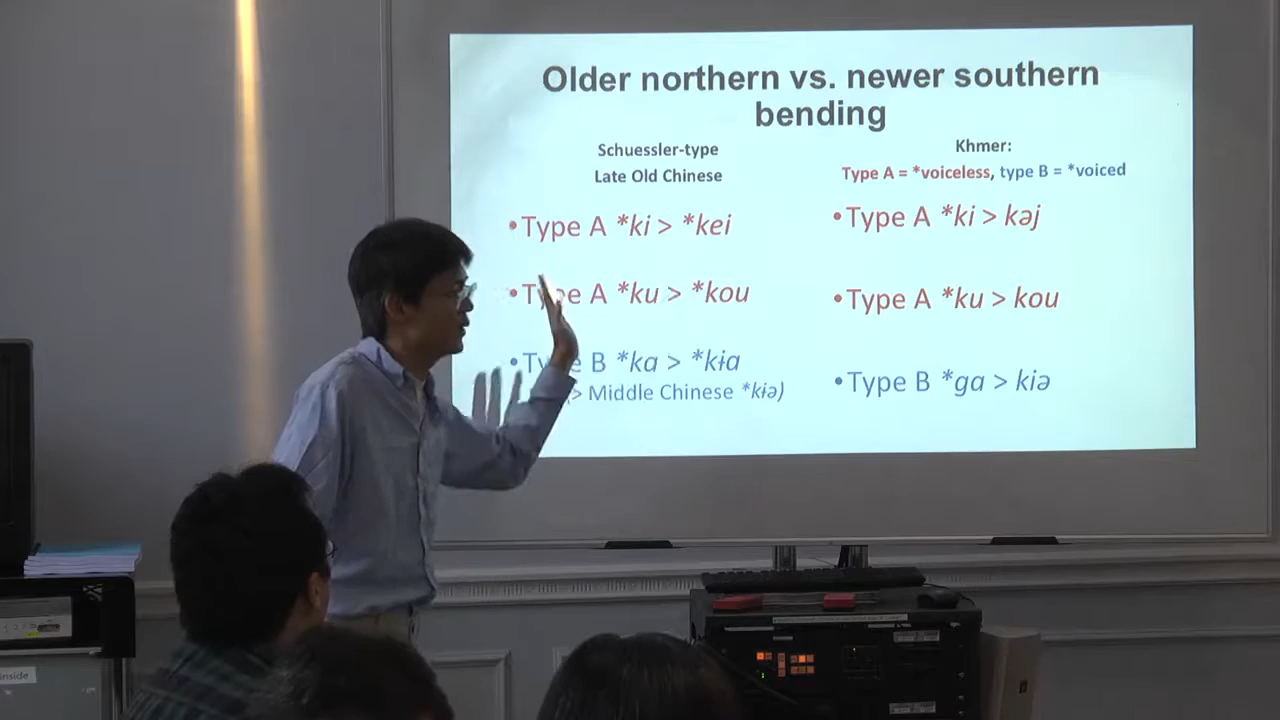 Older northern vs. newer southern
bending
Schuessler-type
Late Old Chinese
•Type A *ki > *kei
•Type A *ku > *kou
•Type B *ka > *kɨa
(> Middle Chinese *kɨə)
Khmer:
Type A = *voiceless, type B = *voiced
•Type A *ki > kəj
•Type A *ku > kou
•Type B *ga > kiə
inside